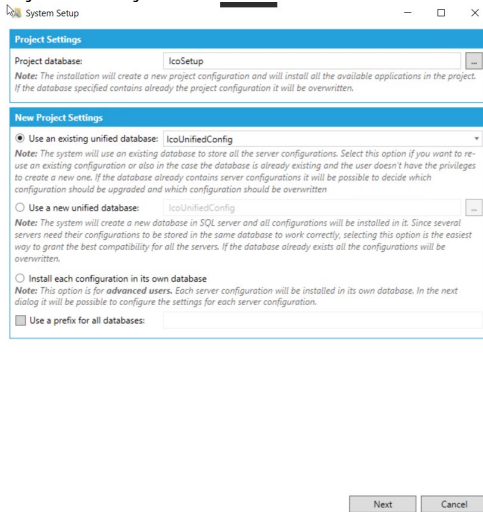 System Setup
Project Settings
Project database:
IcoSetup
...
Note: The installation will create a new project configuration and will install all the available applications in the project.
If the database specified contains already the project configuration it will be overwritten.
New Project Settings
Use an existing unified database:
IcoUnifiedConfig
Note: The system will use an existing database to store all the server configurations. Select this option if you want to re-
use an existing configuration or also in the case the database is already existing and the user doesn't have the privileges
to create a new one. If the database already contains server configurations it will be possible to decide which
configuration should be upgraded and which configuration should be overwritten
Use a new unified database:
IcoUnifiedConfig
...
Note: The system will create a new database in SQL server and all configurations will be installed in it. Since several
servers need their configurations to be stored in the same database to work correctly, selecting this option is the easiest
way to grant the best compatibility for all the servers. If the database already exists all the configurations will be
overwritten.
Install each configuration in its own database
Note: This option is for advanced users. Each server configuration will be installed in its own database. In the next
dialog it will be possible to configure the settings for each server configuration.
Use a prefix for all databases:
Next
Cancel